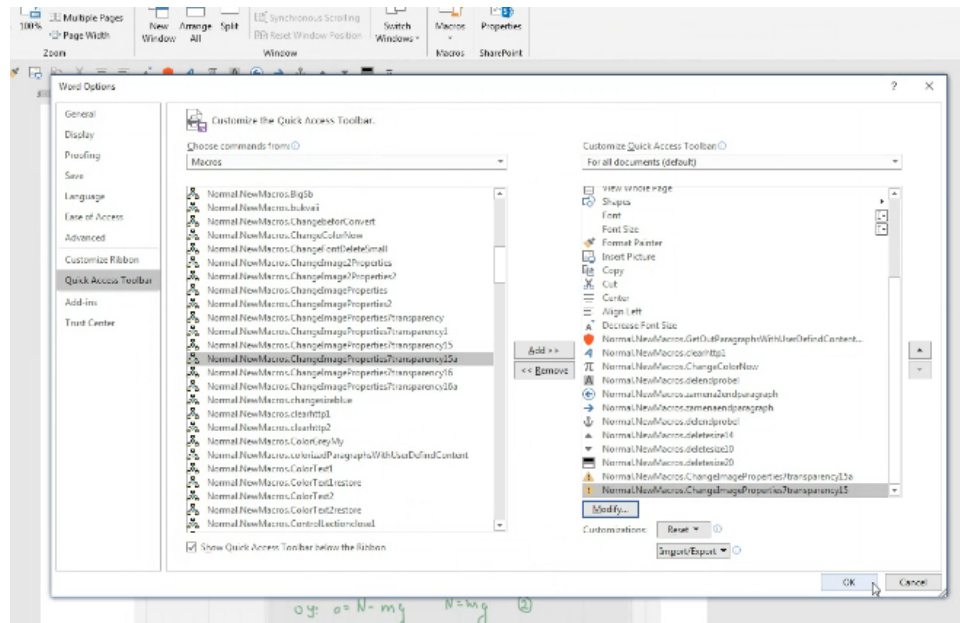 100%
Multiple Pages
Page Width
Zoom
New Window
Arrange All
Split
Synchronous Scrolling
Reset Window Position
Window
Switch Windows
Macros
Macros
Properties
SharePoint
Word Options
General
Display
Proofing
Save
Language
Ease of Access
Advanced
Customize Ribbon
Quick Access Toolbar
Add-ins
Trust Center
Customize the Quick Access Toolbar.
Choose commands from:
Macros
Normal.NewMacros.BigSb
Normal.NewMacros.bukvaii
Normal.NewMacros.ChangebeforConvert
Normal.NewMacros.ChangeColorNow
Normal.NewMacros.ChangeFontDeleteSmall
Normal.NewMacros.ChangeImage2Properties
Normal.NewMacros.ChangeImage2Properties2
Normal.NewMacros.ChangeImageProperties
Normal.NewMacros.ChangeImageProperties2
Normal.NewMacros.ChangeImageProperties7transparency
Normal.NewMacros.ChangeImageProperties7transparency1
Normal.NewMacros.ChangeImageProperties7transparency15
Normal.NewMacros.ChangeImageProperties7transparency15a
Normal.NewMacros.ChangeImageProperties7transparency16
Normal.NewMacros.ChangeImageProperties7transparency16a
Normal.NewMacros.changesizeblue
Normal.NewMacros.clearhttp1
Normal.NewMacros.clearhttp2
Normal.NewMacros.ColorGreyMy
Normal.NewMacros.colorizadParagraphsWithUserDefindContent
Normal.NewMacros.ColorText1
Normal.NewMacros.ColorText1restore
Normal.NewMacros.ColorText2
Normal.NewMacros.ColorText2restore
Normal.NewMacros.ControlLectionclose1
Show Quick Access Toolbar below the Ribbon
Add >>
<< Remove
Customize Quick Access Toolbar:
For all documents (default)
View Whole Page
Shapes
Font
Font Size
Format Painter
Insert Picture
Copy
Cut
Center
Align Left
Decrease Font Size
Normal.NewMacros.GetOutParagraphsWithUserDefindContent...
Normal.NewMacros.clearhttp1
Normal.NewMacros.ChangeColorNow
Normal.NewMacros.delendprobel
Normal.NewMacros.zamena2endparagraph
Normal.NewMacros.zamenaendparagraph
Normal.NewMacros.delendprobel
Normal.NewMacros.deletesize14
Normal.NewMacros.deletesize10
Normal.NewMacros.deletesize20
Normal.NewMacros.ChangeImageProperties7transparency15a
Normal.NewMacros.ChangeImageProperties7transparency15
Modify...
Customizations:
Reset
Import/Export
OK
Cancel
oy: o = N - mg N = mg ②